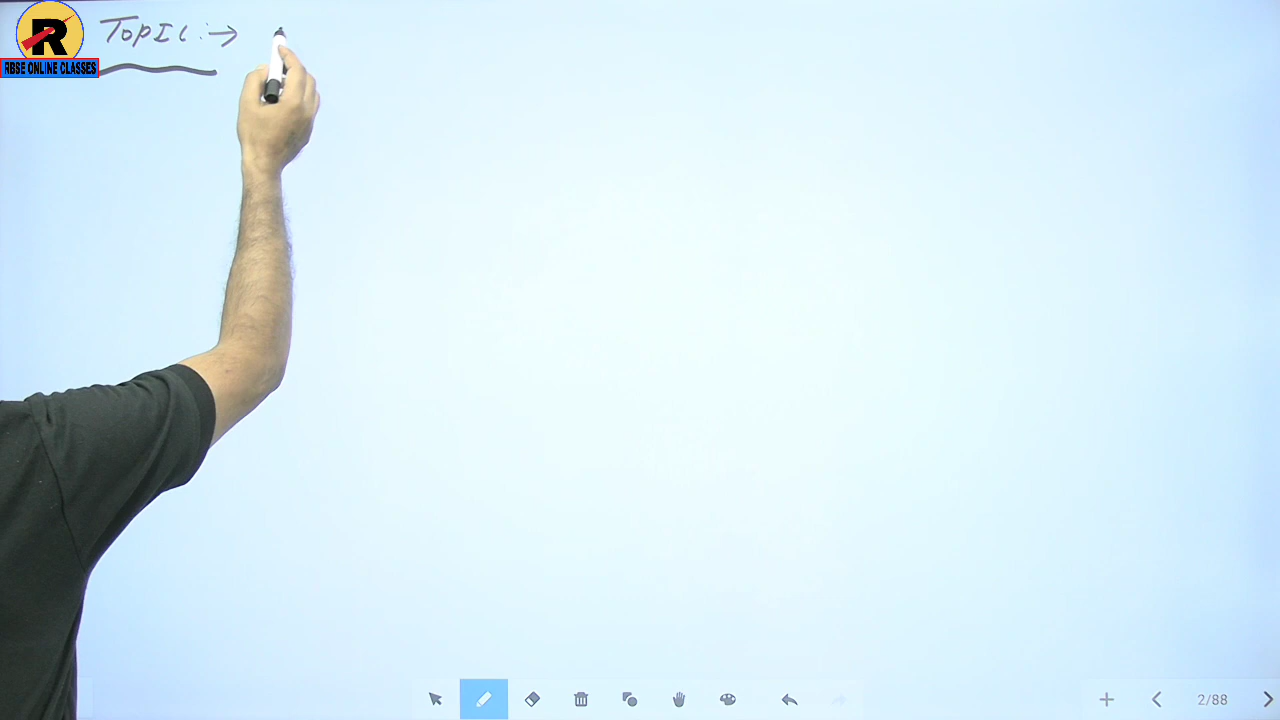 TOPIC :→
R
RBSE ONLINE CLASSES
2/88